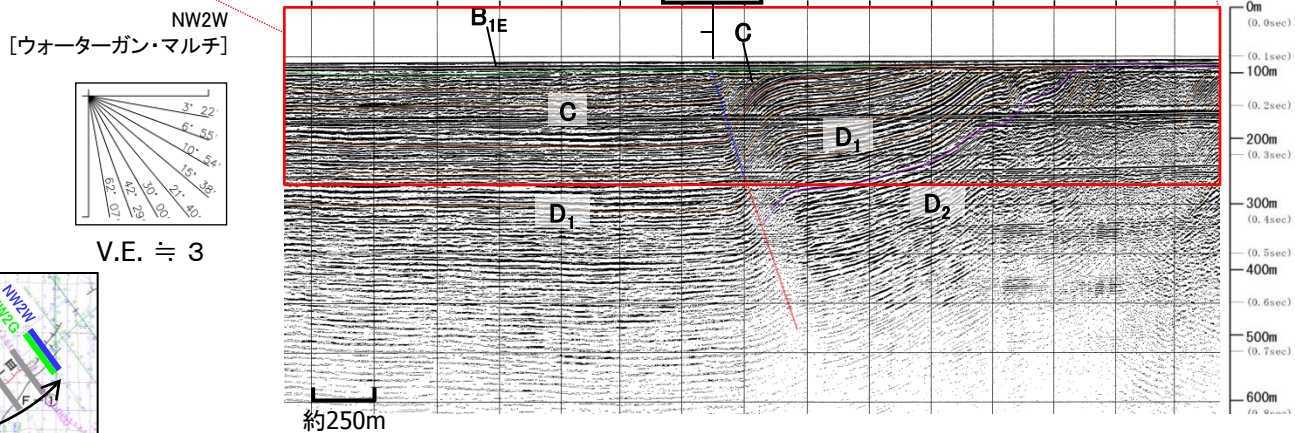 NW2W
[ウォーターガン・マルチ]
3° 22′
6° 55′
10° 54′
15° 38′
21° 40′
30° 00′
42° 29′
62° 07′
V.E. ≒ 3
NW2W
F
①
B1E
C
C
D1
D1
D2
0m
(0.0sec)
(0.1sec)
100m
(0.2sec)
200m
(0.3sec)
300m
(0.4sec)
(0.5sec)
400m
(0.6sec)
500m
(0.7sec)
600m
約250m